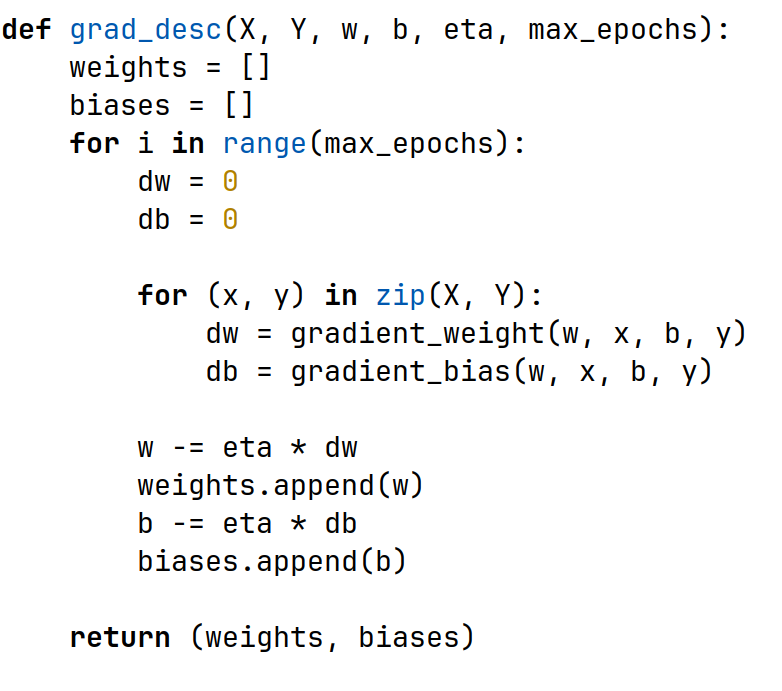 def grad_desc(X, Y, w, b, eta, max_epochs):
    weights = []
    biases = []
    for i in range(max_epochs):
        dw = 0
        db = 0

        for (x, y) in zip(X, Y):
            dw = gradient_weight(w, x, b, y)
            db = gradient_bias(w, x, b, y)

        w -= eta * dw
        weights.append(w)
        b -= eta * db
        biases.append(b)

    return (weights, biases)